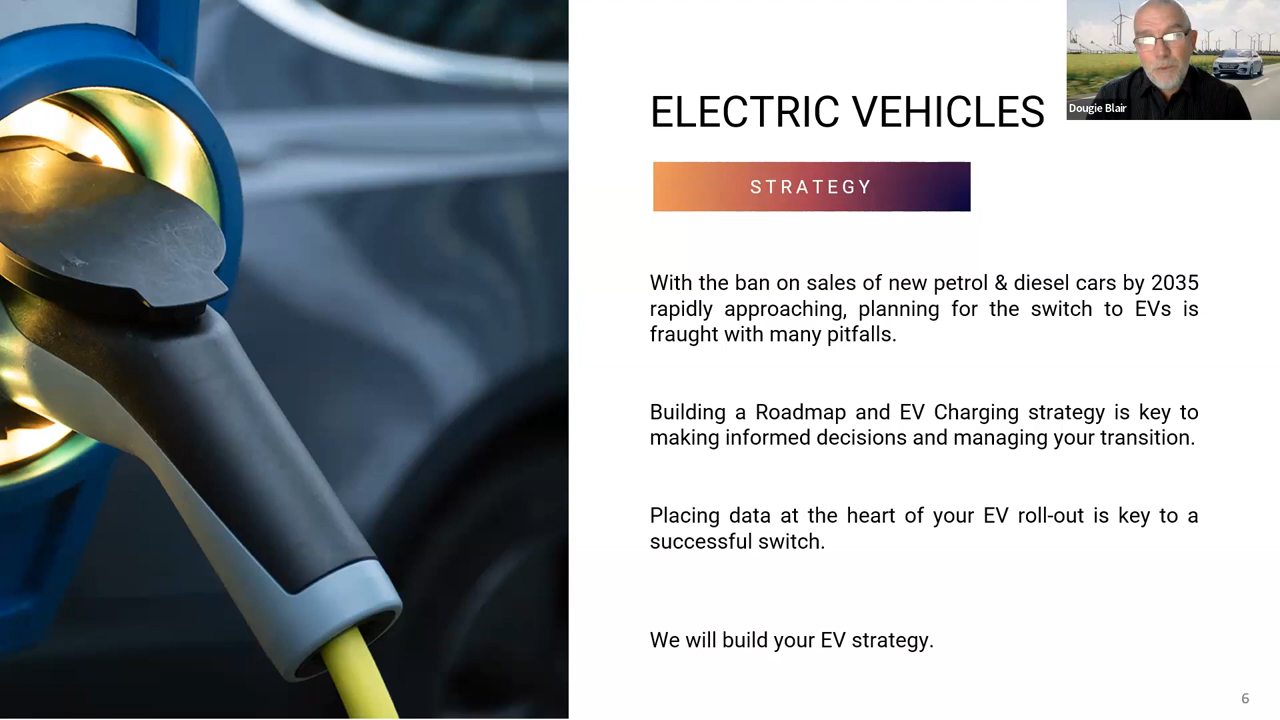 ELECTRIC VEHICLES
Dougie Blair
STRATEGY
With the ban on sales of new petrol & diesel cars by 2035
rapidly approaching, planning for the switch to EVs is
fraught with many pitfalls.
Building a Roadmap and EV Charging strategy is key to
making informed decisions and managing your transition.
Placing data at the heart of your EV roll-out is key to a
successful switch.
We will build your EV strategy.
6